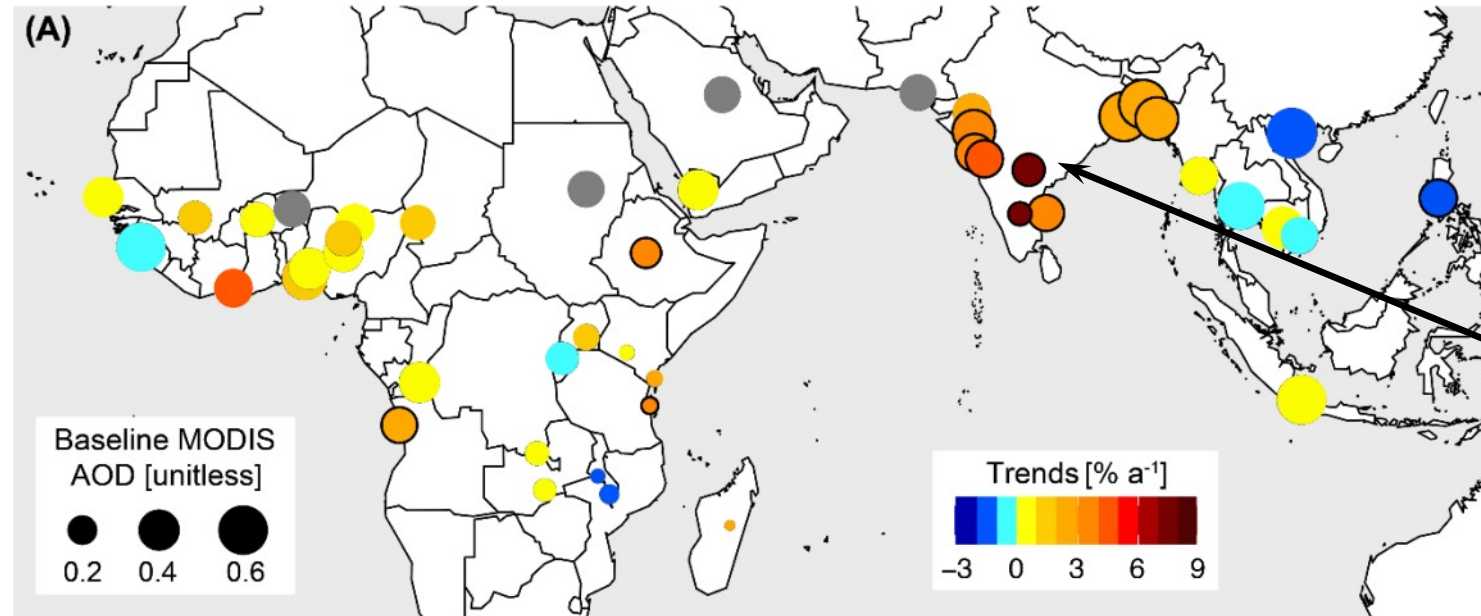 (A)
Baseline MODIS
AOD [unitless]
0.2 0.4 0.6
Trends [% a⁻¹]
–3 0 3 6 9